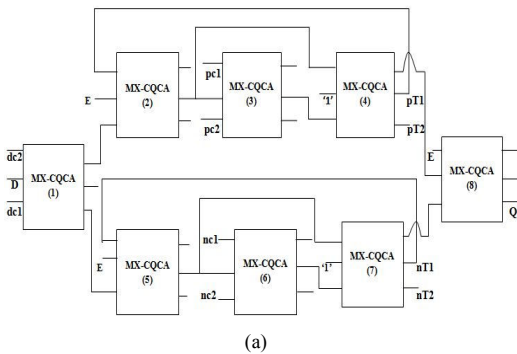 MX-CQCA
(2)
pc1
MX-CQCA
(3)
pc2
MX-CQCA
(4)
'1'
pT1
pT2
E
dc2
D
dc1
MX-CQCA
(1)
E
MX-CQCA
(8)
Q
E
MX-CQCA
(5)
nc1
MX-CQCA
(6)
nc2
MX-CQCA
(7)
'1'
nT1
nT2
(a)